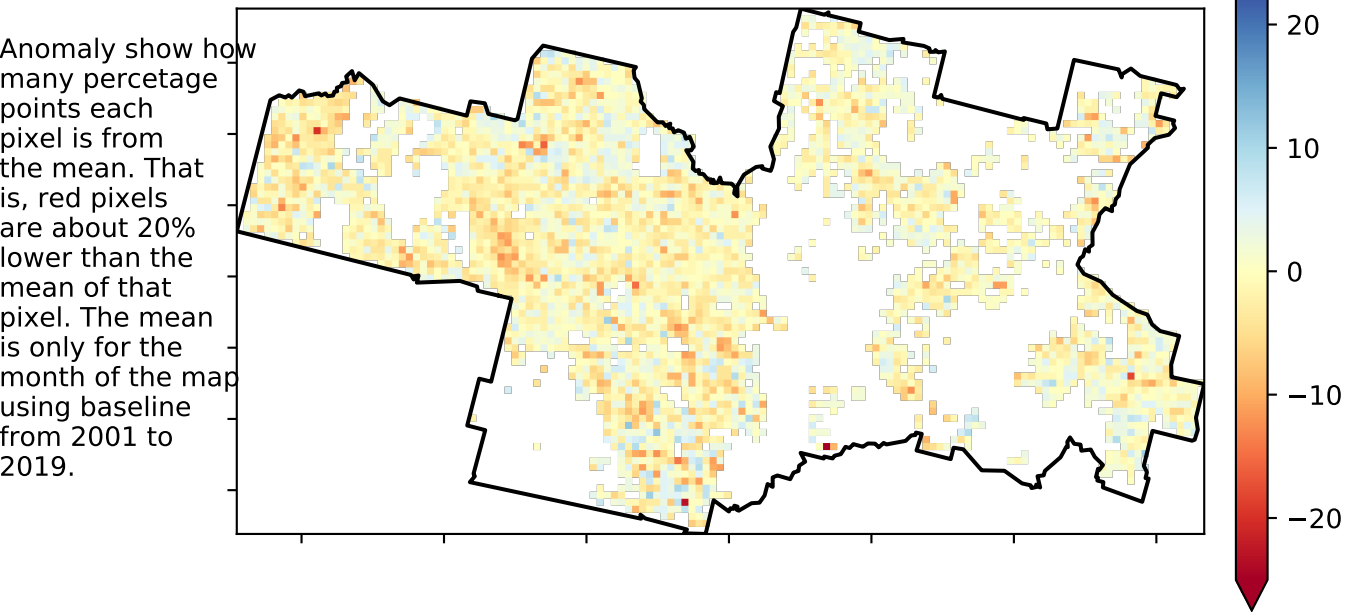 Anomaly show how
many percetage
points each
pixel is from
the mean. That
is, red pixels
are about 20%
lower than the
mean of that
pixel. The mean
is only for the
month of the map
using baseline
from 2001 to
2019.
20
10
0
−10
−20